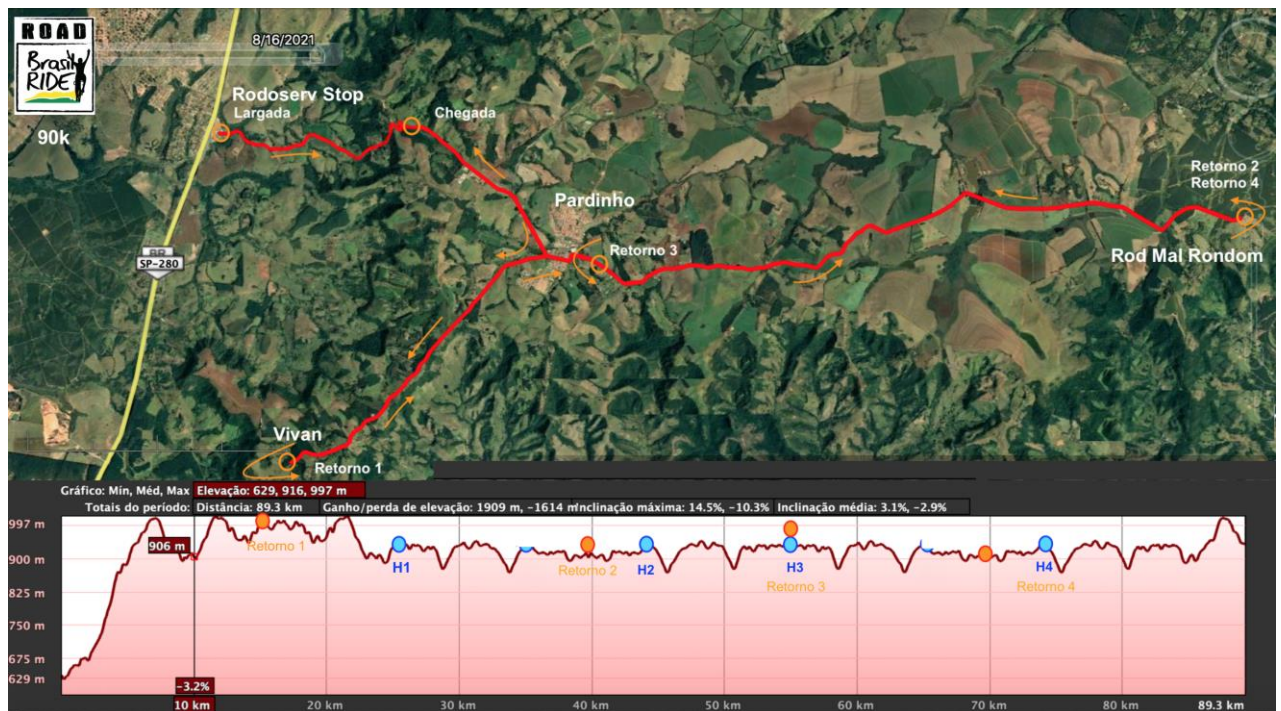 ROAD
Brasil
RIDE
90k
8/16/2021
Rodoserv Stop
Largada
Chegada
Pardinho
Retorno 3
Retorno 2
Retorno 4
Rod Mal Rondom
BR
SP-280
Vivan
Retorno 1
Gráfico: Mín, Méd, Max Elevação: 629, 916, 997 m
Totais do período: Distância: 89.3 km Ganho/perda de elevação: 1909 m, -1614 m Inclinação máxima: 14.5%, -10.3% Inclinação média: 3.1%, -2.9%
997 m
906 m
900 m
825 m
750 m
675 m
629 m
Retorno 1
H1
Retorno 2
H2
H3
Retorno 3
H4
Retorno 4
-3.2%
10 km 20 km 30 km 40 km 50 km 60 km 70 km 80 km 89.3 km